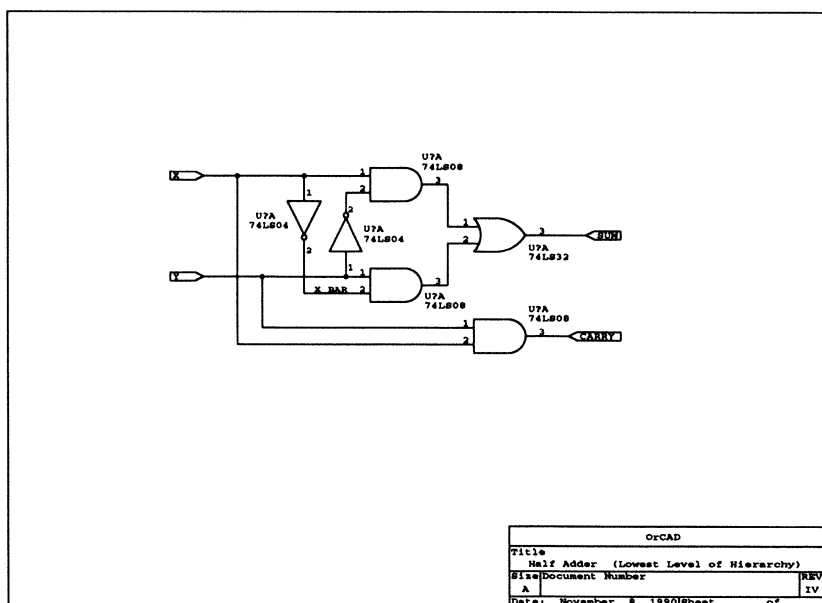 U?A
74LS08
X
1
3
2
1
2
U?A
74LS04
U?A
74LS04
1
3
SUM
2
U?A
74LS32
2
1
Y
1
3
X BAR
2
U?A
74LS08
U?A
74LS08
1
3
CARRY
2
OrCAD
Title
Half Adder (Lowest Level of Hierarchy)
Size Document Number REV
A IV
Date: November 8, 1990 Sheet of